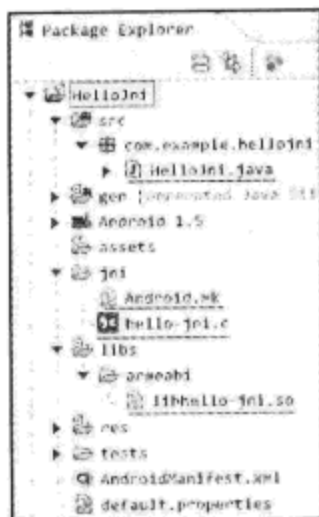 Package Explorer
HelloJni
src
com.example.hellojni
HelloJni.java
gen [Generated Java
Android 1.5
assets
jni
Android.mk
hello-jni.c
libs
armeabi
libhello-jni.so
res
tests
AndroidManifest.xml
default.properties